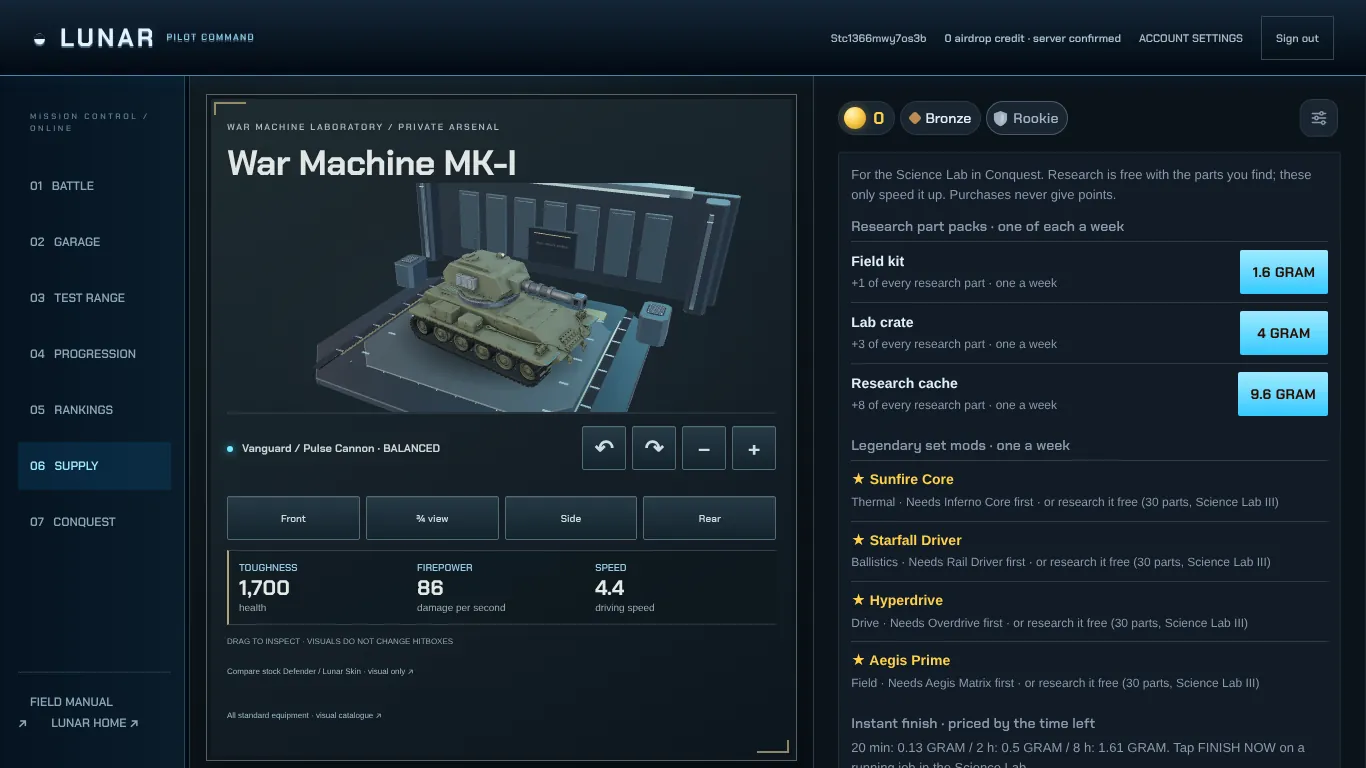 LUNAR PILOT COMMAND
Stc1366mwy7os3b 0 airdrop credit · server confirmed ACCOUNT SETTINGS Sign out
MISSION CONTROL /
ONLINE
01 BATTLE
02 GARAGE
03 TEST RANGE
04 PROGRESSION
05 RANKINGS
06 SUPPLY
07 CONQUEST
FIELD MANUAL
↗ LUNAR HOME ↗
WAR MACHINE LABORATORY / PRIVATE ARSENAL
War Machine MK-I
Vanguard / Pulse Cannon · BALANCED
↶ ↷ − +
Front ¾ view Side Rear
TOUGHNESS FIREPOWER SPEED
1,700 86 4.4
health damage per second driving speed
DRAG TO INSPECT · VISUALS DO NOT CHANGE HITBOXES
Compare stock Defender / Lunar Skin · visual only ↗
All standard equipment · visual catalogue ↗
0 Bronze Rookie
For the Science Lab in Conquest. Research is free with the parts you find; these
only speed it up. Purchases never give points.
Research part packs · one of each a week
Field kit
+1 of every research part · one a week
1.6 GRAM
Lab crate
+3 of every research part · one a week
4 GRAM
Research cache
+8 of every research part · one a week
9.6 GRAM
Legendary set mods · one a week
★ Sunfire Core
Thermal · Needs Inferno Core first · or research it free (30 parts, Science Lab III)
★ Starfall Driver
Ballistics · Needs Rail Driver first · or research it free (30 parts, Science Lab III)
★ Hyperdrive
Drive · Needs Overdrive first · or research it free (30 parts, Science Lab III)
★ Aegis Prime
Field · Needs Aegis Matrix first · or research it free (30 parts, Science Lab III)
Instant finish · priced by the time left
20 min: 0.13 GRAM / 2 h: 0.5 GRAM / 8 h: 1.61 GRAM. Tap FINISH NOW on a
running job in the Science Lab.